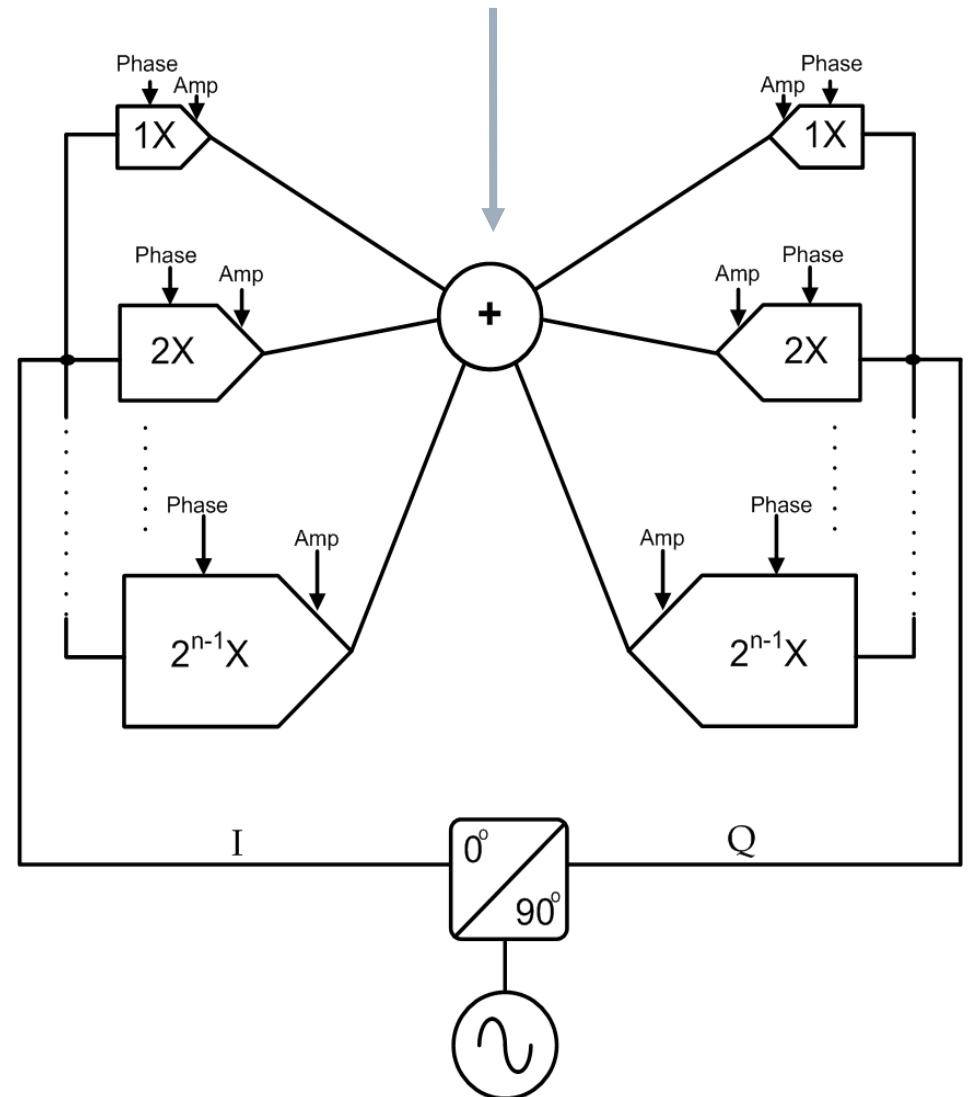 Phase
Amp
1X
Amp
Phase
1X
Phase
Amp
2X
Amp
Phase
2X
+
Phase
Amp
2ⁿ⁻¹X
Amp
Phase
2ⁿ⁻¹X
I
Q
0°
90°